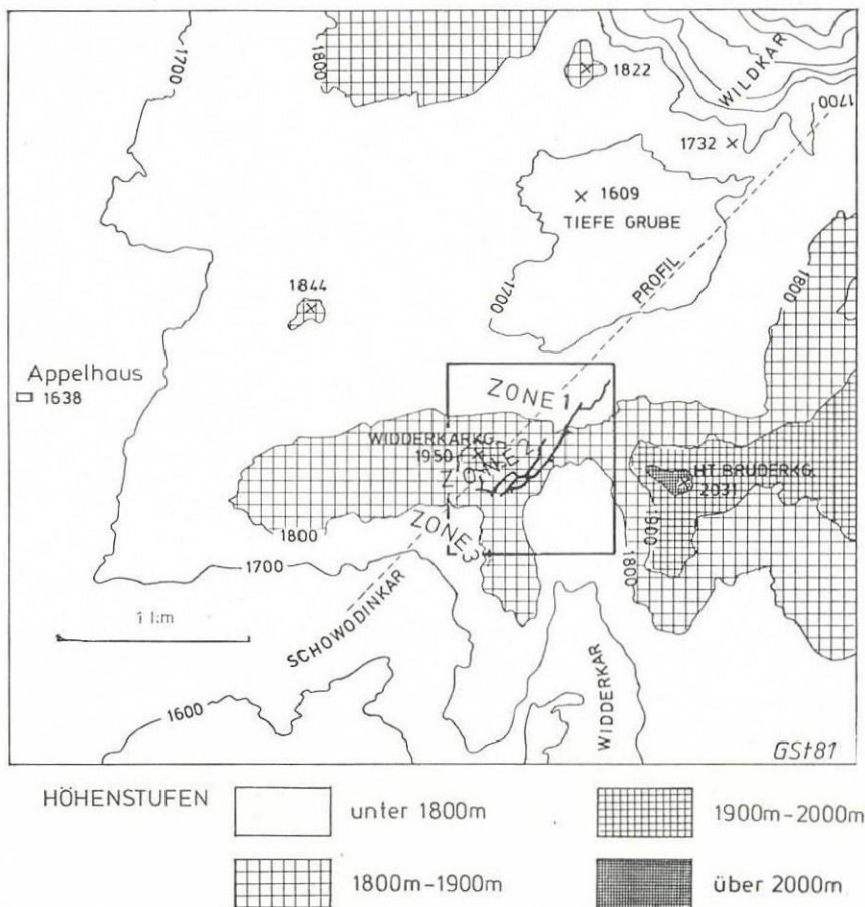 1700
1800
1822
WILDKAR
1700
1732
1609
TIEFE GRUBE
1700
PROFIL
1800
1844
Appelhaus
1638
ZONE 1
WIDDERKARKG.
1950
ZONE 2
HT. BRUDERKG.
2031
1800
ZONE 3
1900
1700
1800
1 km
SCHOWODINKAR
1600
WIDDERKAR
GSt81
HÖHENSTUFEN
unter 1800m
1900m-2000m
1800m-1900m
über 2000m